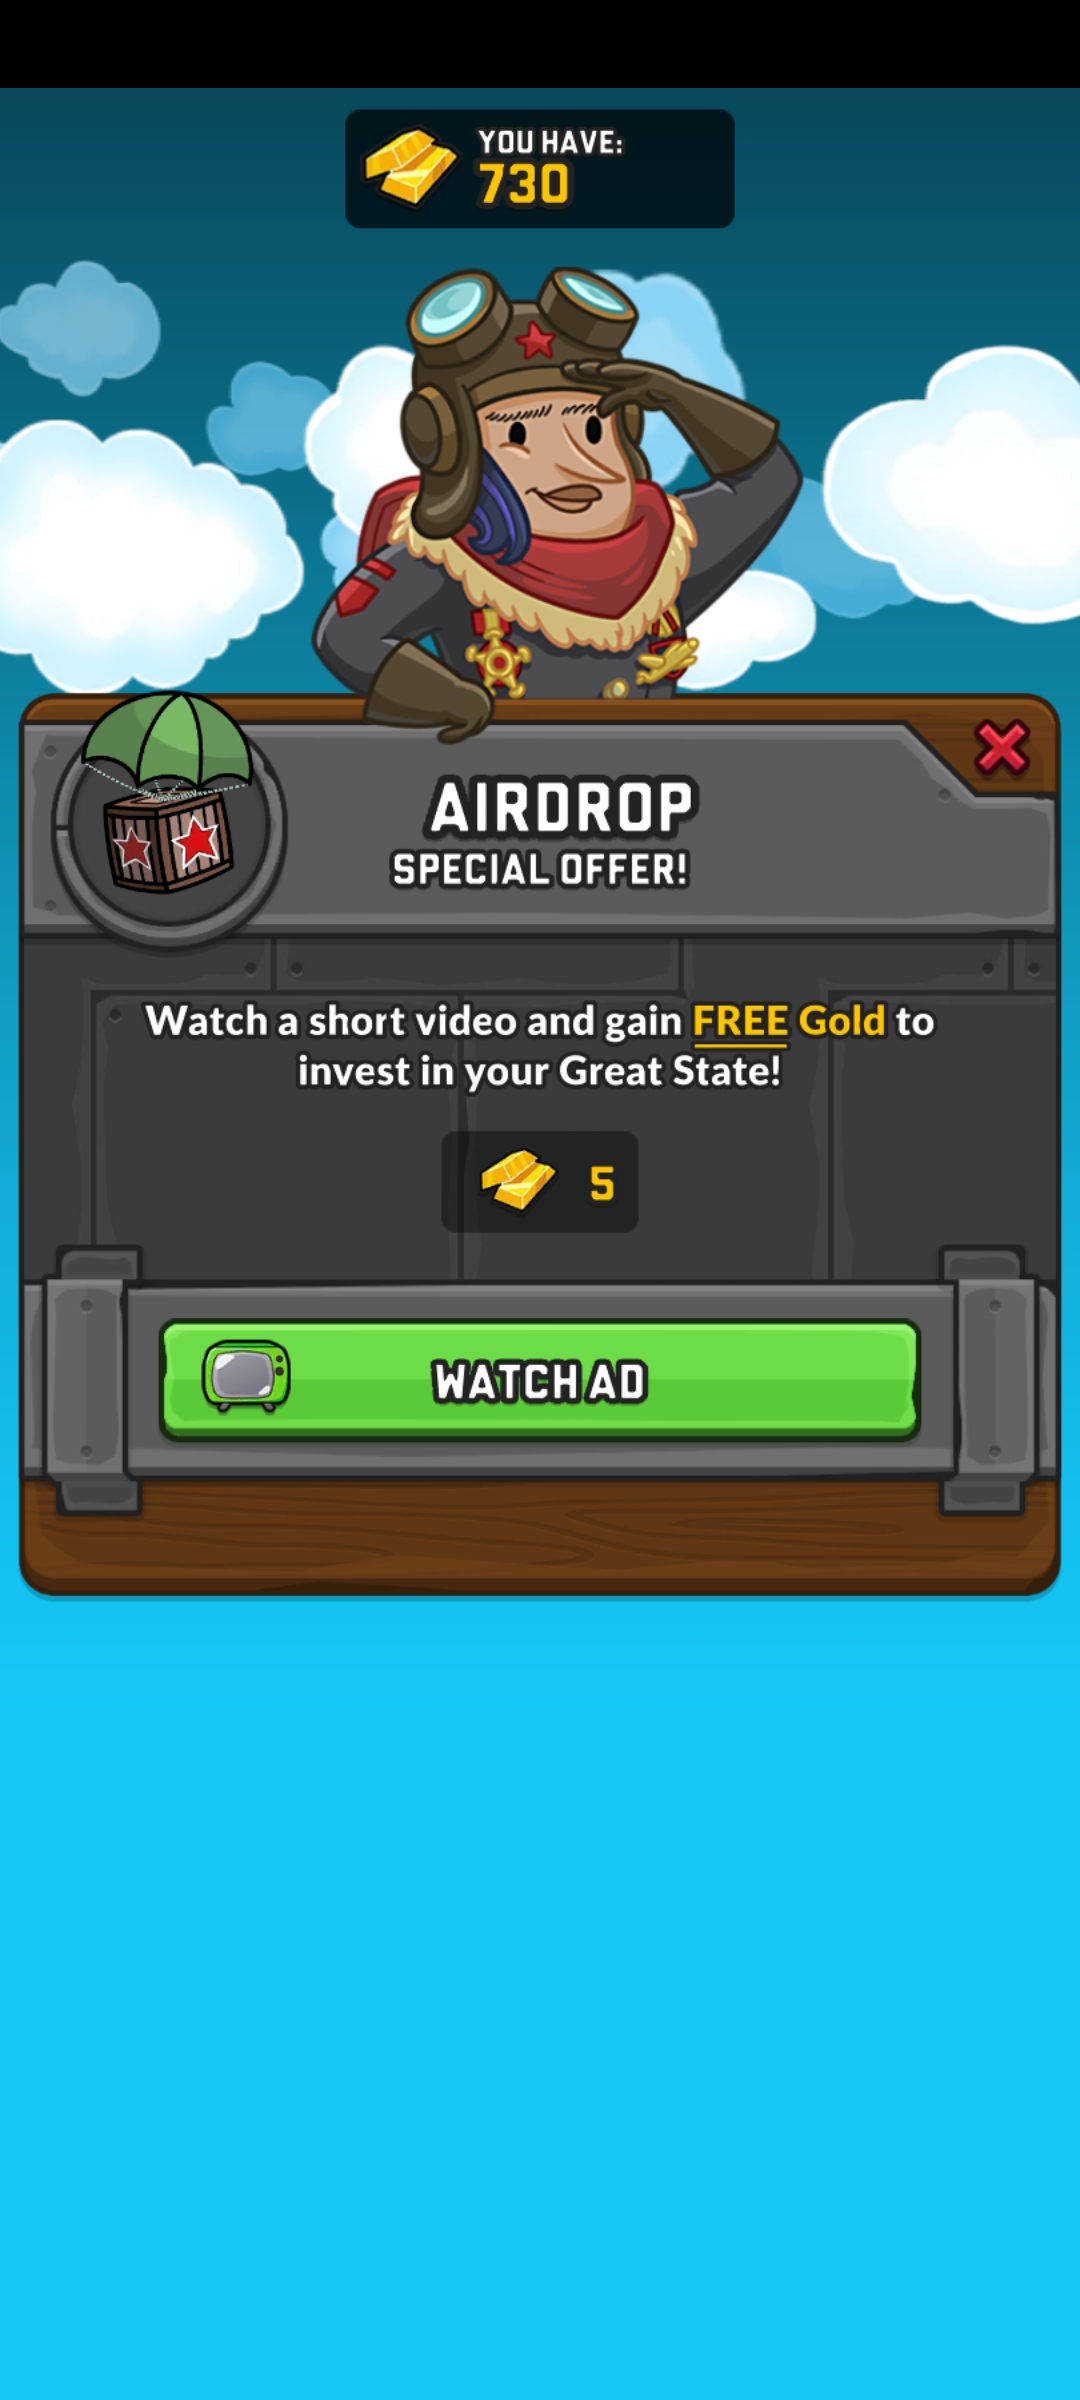 YOU HAVE:
730
AIRDROP
SPECIAL OFFER!
Watch a short video and gain FREE Gold to
invest in your Great State!
5
WATCH AD